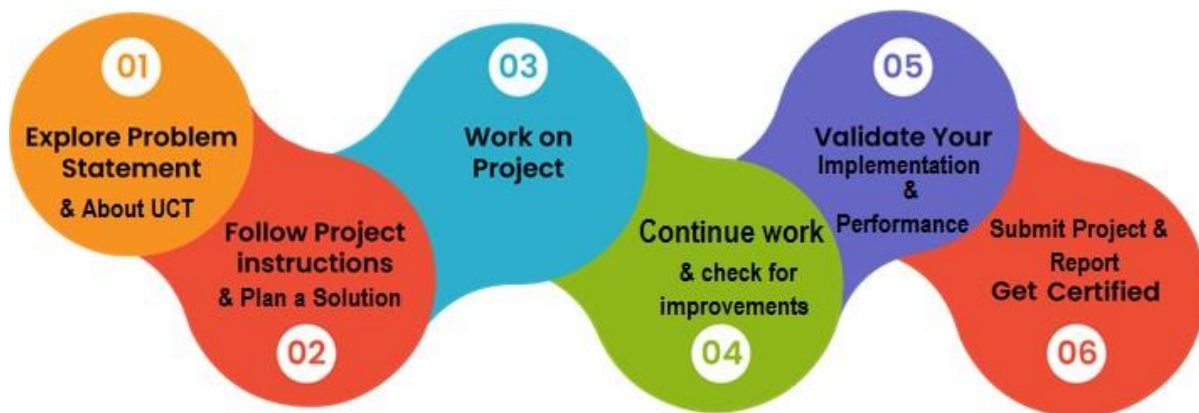 01
Explore Problem
Statement
& About UCT
Follow Project
instructions
& Plan a Solution
02
03
Work on
Project
Continue work
& check for
improvements
04
05
Validate Your
Implementation
&
Performance
Submit Project &
Report
Get Certified
06